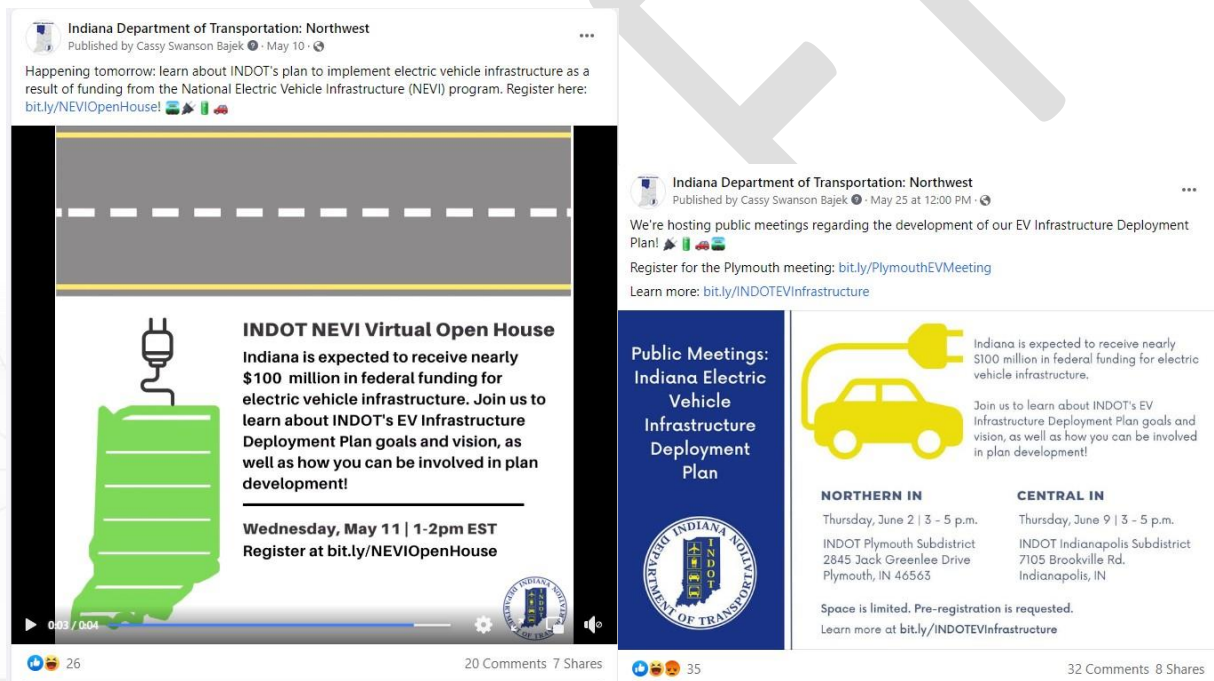 Indiana Department of Transportation: Northwest
Published by Cassy Swanson Bajek · May 10 ·
Happening tomorrow: learn about INDOT's plan to implement electric vehicle infrastructure as a
result of funding from the National Electric Vehicle Infrastructure (NEVI) program. Register here:
bit.ly/NEVIOpenHouse!
INDOT NEVI Virtual Open House
Indiana is expected to receive nearly
$100 million in federal funding for
electric vehicle infrastructure. Join us to
learn about INDOT's EV Infrastructure
Deployment Plan goals and vision, as
well as how you can be involved in plan
development!
Wednesday, May 11 | 1-2pm EST
Register at bit.ly/NEVIOpenHouse
INDIANA
DEPARTMENT OF TRANSPORTATION
INDOT
0:03 / 0:04
26
20 Comments 7 Shares
Indiana Department of Transportation: Northwest
Published by Cassy Swanson Bajek · May 25 at 12:00 PM ·
We're hosting public meetings regarding the development of our EV Infrastructure Deployment
Plan!
Register for the Plymouth meeting: bit.ly/PlymouthEVMeeting
Learn more: bit.ly/INDOTEVInfrastructure
Public Meetings:
Indiana Electric
Vehicle
Infrastructure
Deployment
Plan
INDIANA
DEPARTMENT OF TRANSPORTATION
INDOT
Indiana is expected to receive nearly
$100 million in federal funding for electric
vehicle infrastructure.
Join us to learn about INDOT's EV
Infrastructure Deployment Plan goals and
vision, as well as how you can be involved
in plan development!
NORTHERN IN
Thursday, June 2 | 3 - 5 p.m.
INDOT Plymouth Subdistrict
2845 Jack Greenlee Drive
Plymouth, IN 46563
CENTRAL IN
Thursday, June 9 | 3 - 5 p.m.
INDOT Indianapolis Subdistrict
7105 Brookville Rd.
Indianapolis, IN
Space is limited. Pre-registration is requested.
Learn more at bit.ly/INDOTEVInfrastructure
35
32 Comments 8 Shares